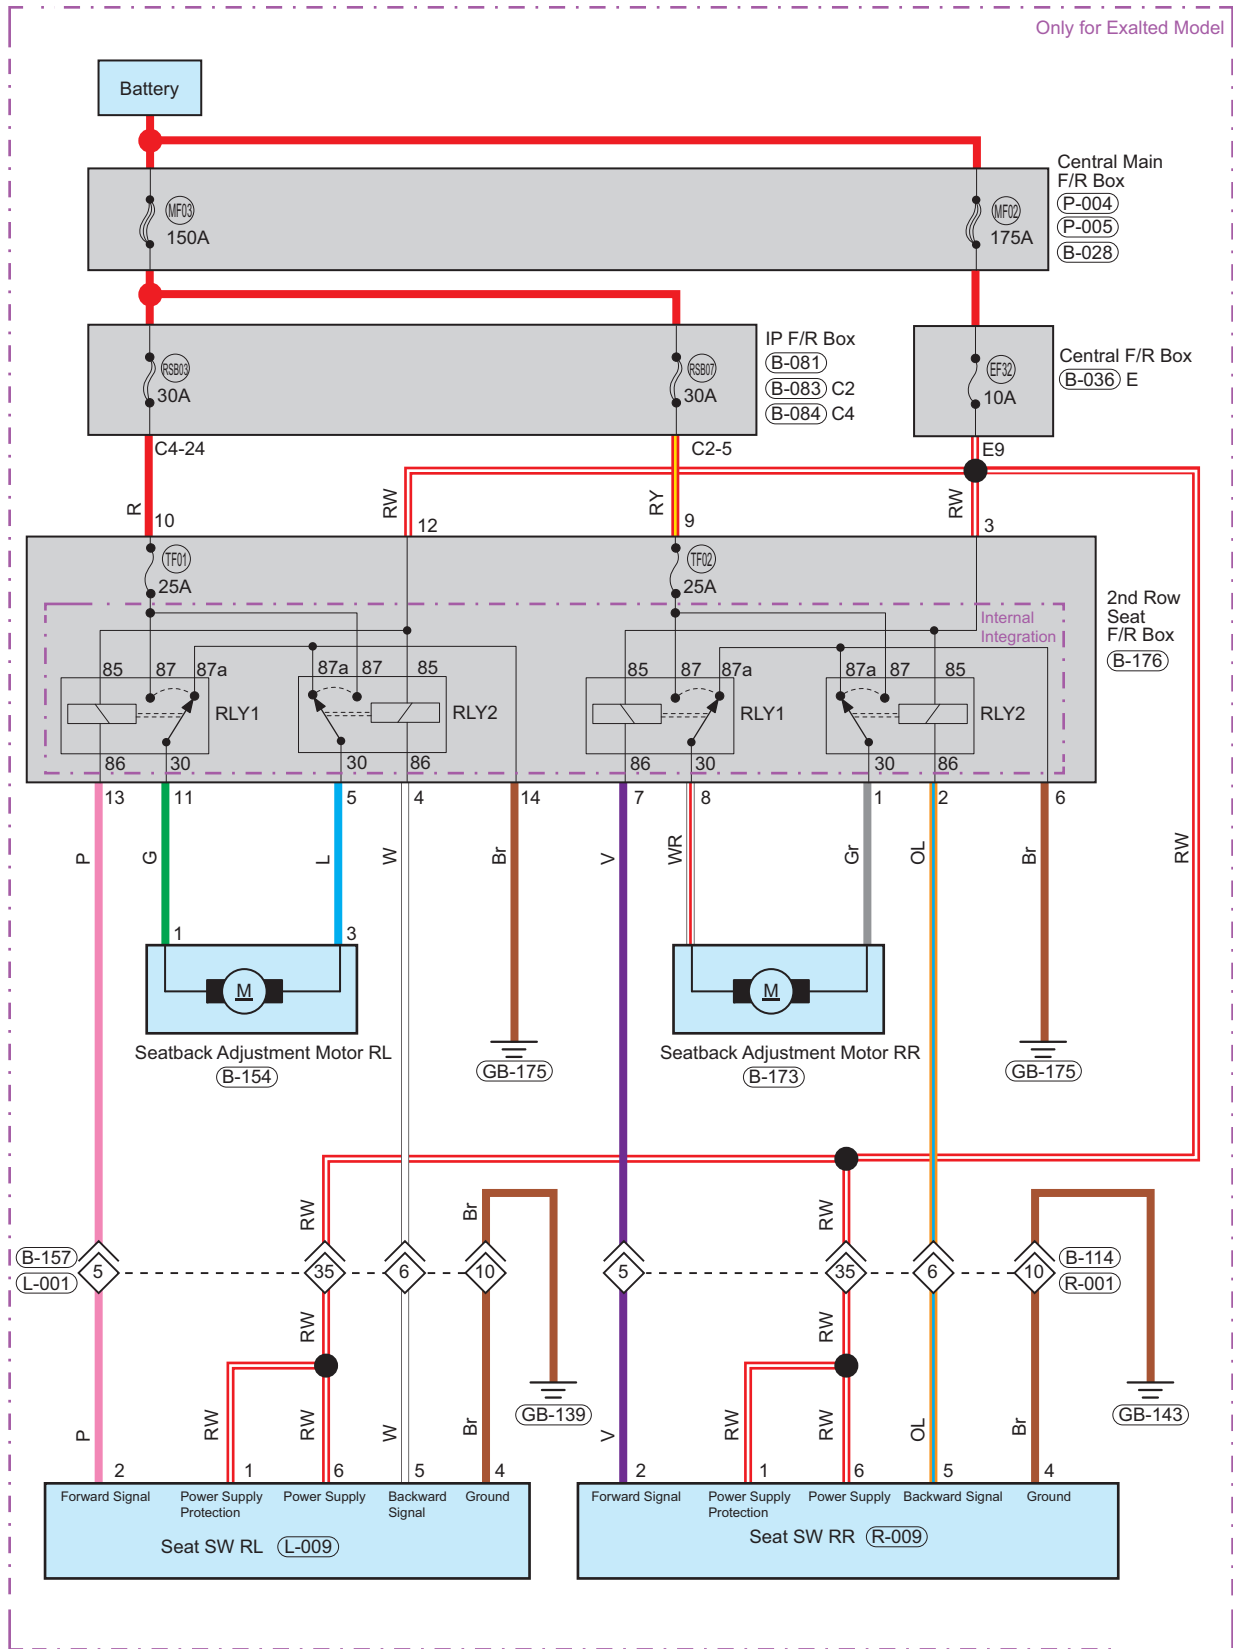 Only for Exalted Model
Battery
Central Main
F/R Box
P-004
P-005
B-028
MF03
150A
MF02
175A
IP F/R Box
B-081
B-083 C2
B-084 C4
RSB03
30A
RSB07
30A
EF32
10A
Central F/R Box
B-036 E
C4-24
C2-5
E9
R
10
RW
12
RY
9
RW
3
TF01
25A
TF02
25A
2nd Row
Seat
F/R Box
B-176
Internal
Integration
85 87 87a
87a 87 85
85 87 87a
87a 87 85
RLY1
RLY2
RLY1
RLY2
86 30
30 86
86 30
30 86
13 11 5 4 14 7 8 1 2 6
P G L W Br V WR Gr OL Br RW
1 3
M
M
Seatback Adjustment Motor RL
B-154
GB-175
Seatback Adjustment Motor RR
B-173
GB-175
RW Br RW
B-157
L-001
5 35 6 10
5 35 6 10
B-114
R-001
RW RW
GB-139
GB-143
P RW RW W Br V RW RW OL Br
2 1 6 5 4
2 1 6 5 4
Forward Signal
Power Supply
Protection
Power Supply
Backward
Signal
Ground
Forward Signal
Power Supply
Protection
Power Supply
Backward Signal
Ground
Seat SW RL L-009
Seat SW RR R-009